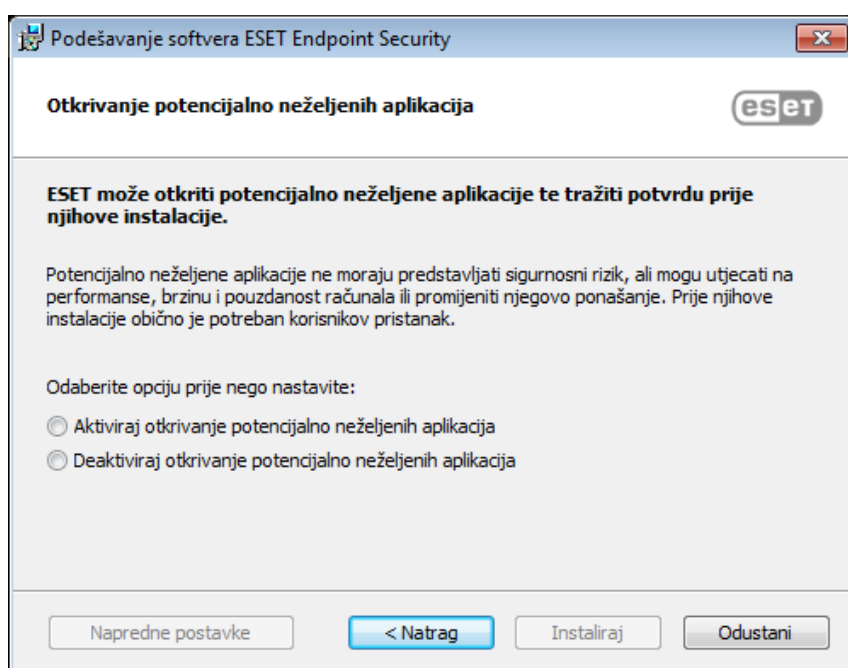 Podešavanje softvera ESET Endpoint Security
Otkrivanje potencijalno neželjenih aplikacija
eseT
ESET može otkriti potencijalno neželjene aplikacije te tražiti potvrdu prije
njihove instalacije.
Potencijalno neželjene aplikacije ne moraju predstavljati sigurnosni rizik, ali mogu utjecati na
performanse, brzinu i pouzdanost računala ili promijeniti njegovo ponašanje. Prije njihove
instalacije obično je potreban korisnikov pristanak.
Odaberite opciju prije nego nastavite:
Aktiviraj otkrivanje potencijalno neželjenih aplikacija
Deaktiviraj otkrivanje potencijalno neželjenih aplikacija
Napredne postavke
< Natrag
Instaliraj
Odustani